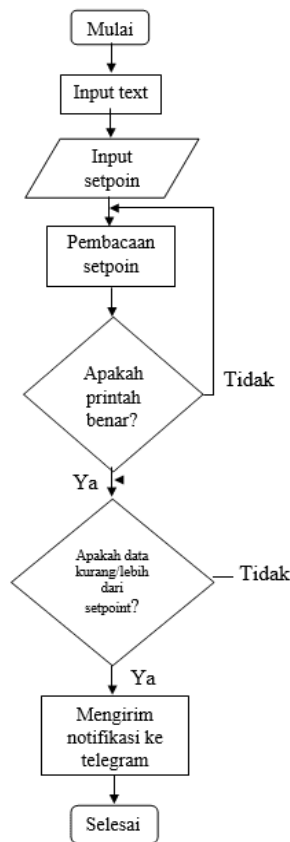 Mulai
Input text
Input
setpoin
Pembacaan
setpoin
Apakah
printah
benar?
Tidak
Ya
Apakah data
kurang/lebih
dari
setpoint?
Tidak
Ya
Mengirim
notifikasi ke
telegram
Selesai